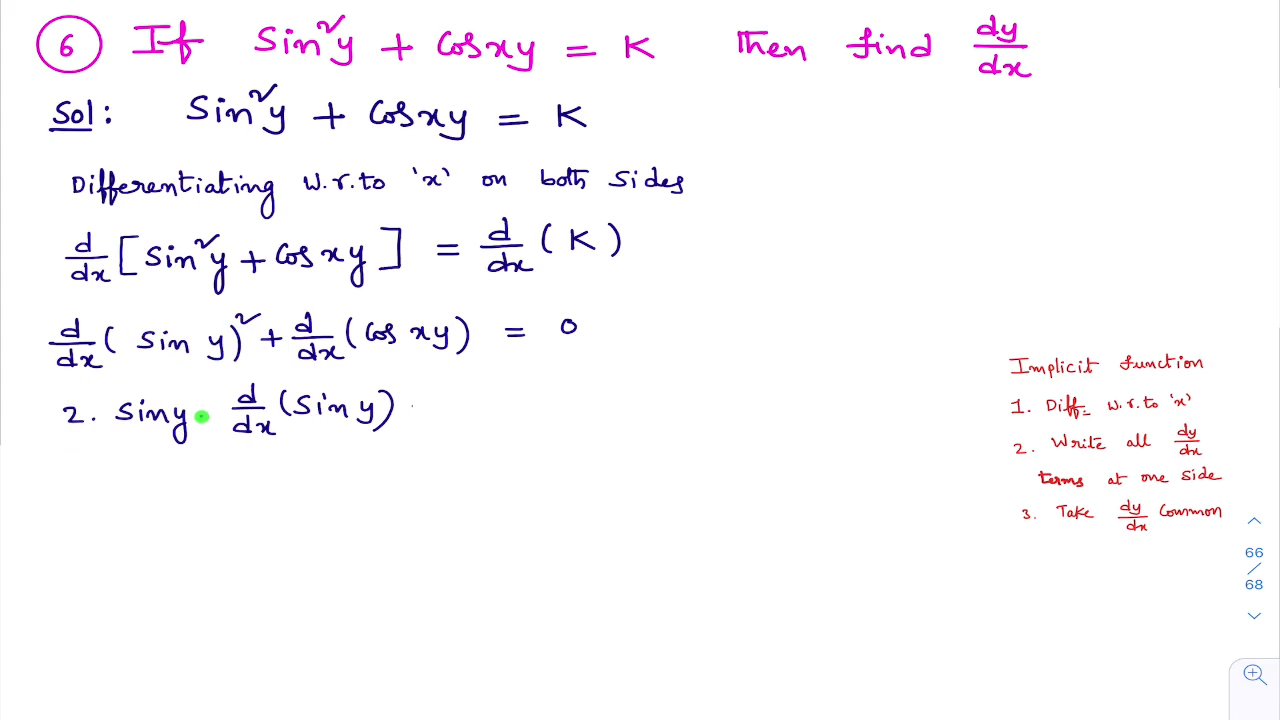 6 If Sin²y + Cosxy = K then find dy/dx
Sol: Sin²y + Cosxy = K
Differentiating w.r.to 'x' on both sides
d/dx [Sin²y + Cosxy] = d/dx (K)
d/dx (Sin y)² + d/dx (Cos xy) = 0
2. Siny. d/dx (Sin y)
Implicit function
1. Diff. w.r.to 'x'
2. Write all dy/dx
terms at one side
3. Take dy/dx Common
66
/
68